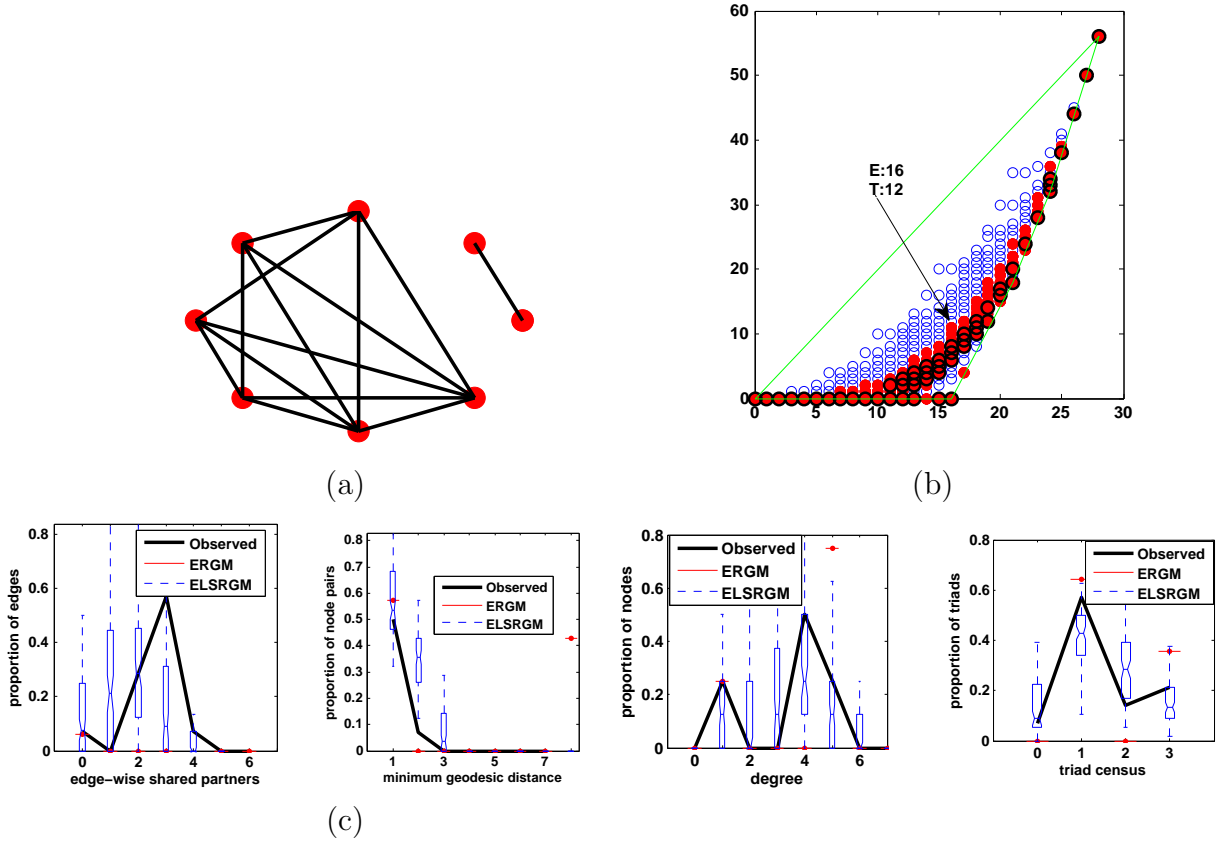 60
50
40
30
20
10
0
0 5 10 15 20 25 30
E:16
T:12
(a)
(b)
0.8
0.6
0.4
0.2
0
0 2 4 6
proportion of edges
edge-wise shared partners
Observed
ERGM
ELSRGM
0.8
0.7
0.6
0.5
0.4
0.3
0.2
0.1
0
1 3 5 7
proportion of node pairs
minimum geodesic distance
Observed
ERGM
ELSRGM
0.8
0.6
0.4
0.2
0
0 2 4 6
proportion of nodes
degree
Observed
ERGM
ELSRGM
0.8
0.6
0.4
0.2
0
0 1 2 3
proportion of triads
triad census
Observed
ERGM
ELSRGM
(c)